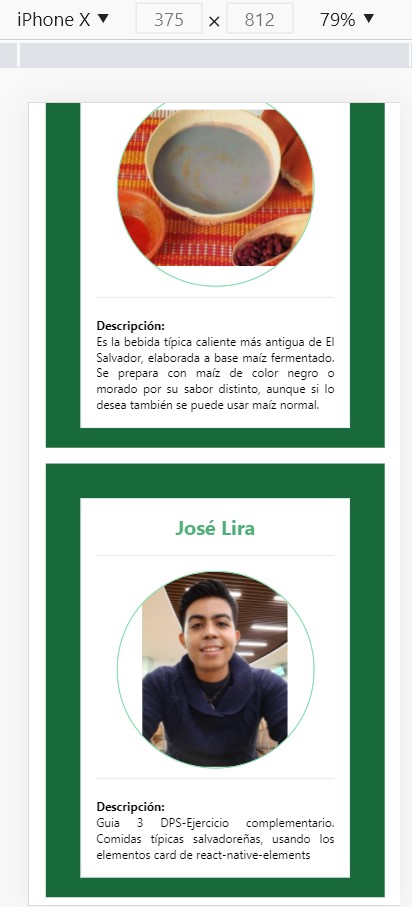 iPhone X ▼ 375 × 812 79% ▼
Descripción:
Es la bebida típica caliente más antigua de El
Salvador, elaborada a base maíz fermentado.
Se prepara con maíz de color negro o
morado por su sabor distinto, aunque si lo
desea también se puede usar maíz normal.
José Lira
Descripción:
Guia 3 DPS-Ejercicio complementario.
Comidas típicas salvadoreñas, usando los
elementos card de react-native-elements